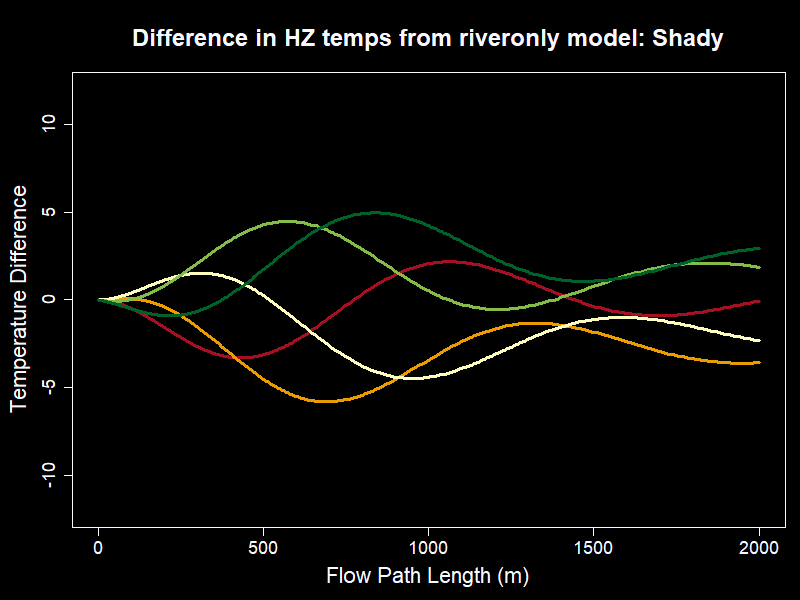 Difference in HZ temps from riveronly model: Shady
Temperature Difference
10
5
0
-5
-10
0 500 1000 1500 2000
Flow Path Length (m)